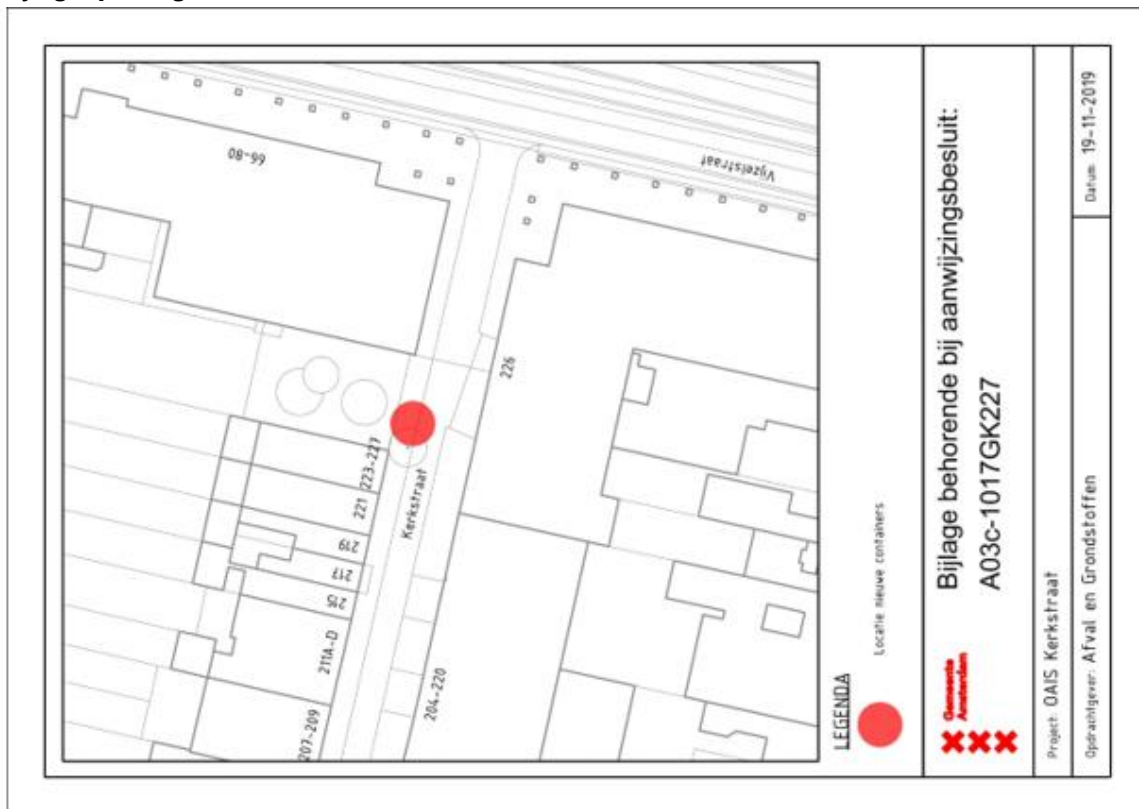 66-80
Vijzelstraat
226
223-227
221
219
217
215
211A-D
207-209
Kerkstraat
204-220
LEGENDA
Locatie nieuwe containers
Gemeente
Amsterdam
Bijlage behorende bij aanwijzingsbesluit:
A03c-1017GK227
Project: OAIS Kerkstraat
Opdrachtgever: Afval en Grondstoffen
Datum: 19-11-2019